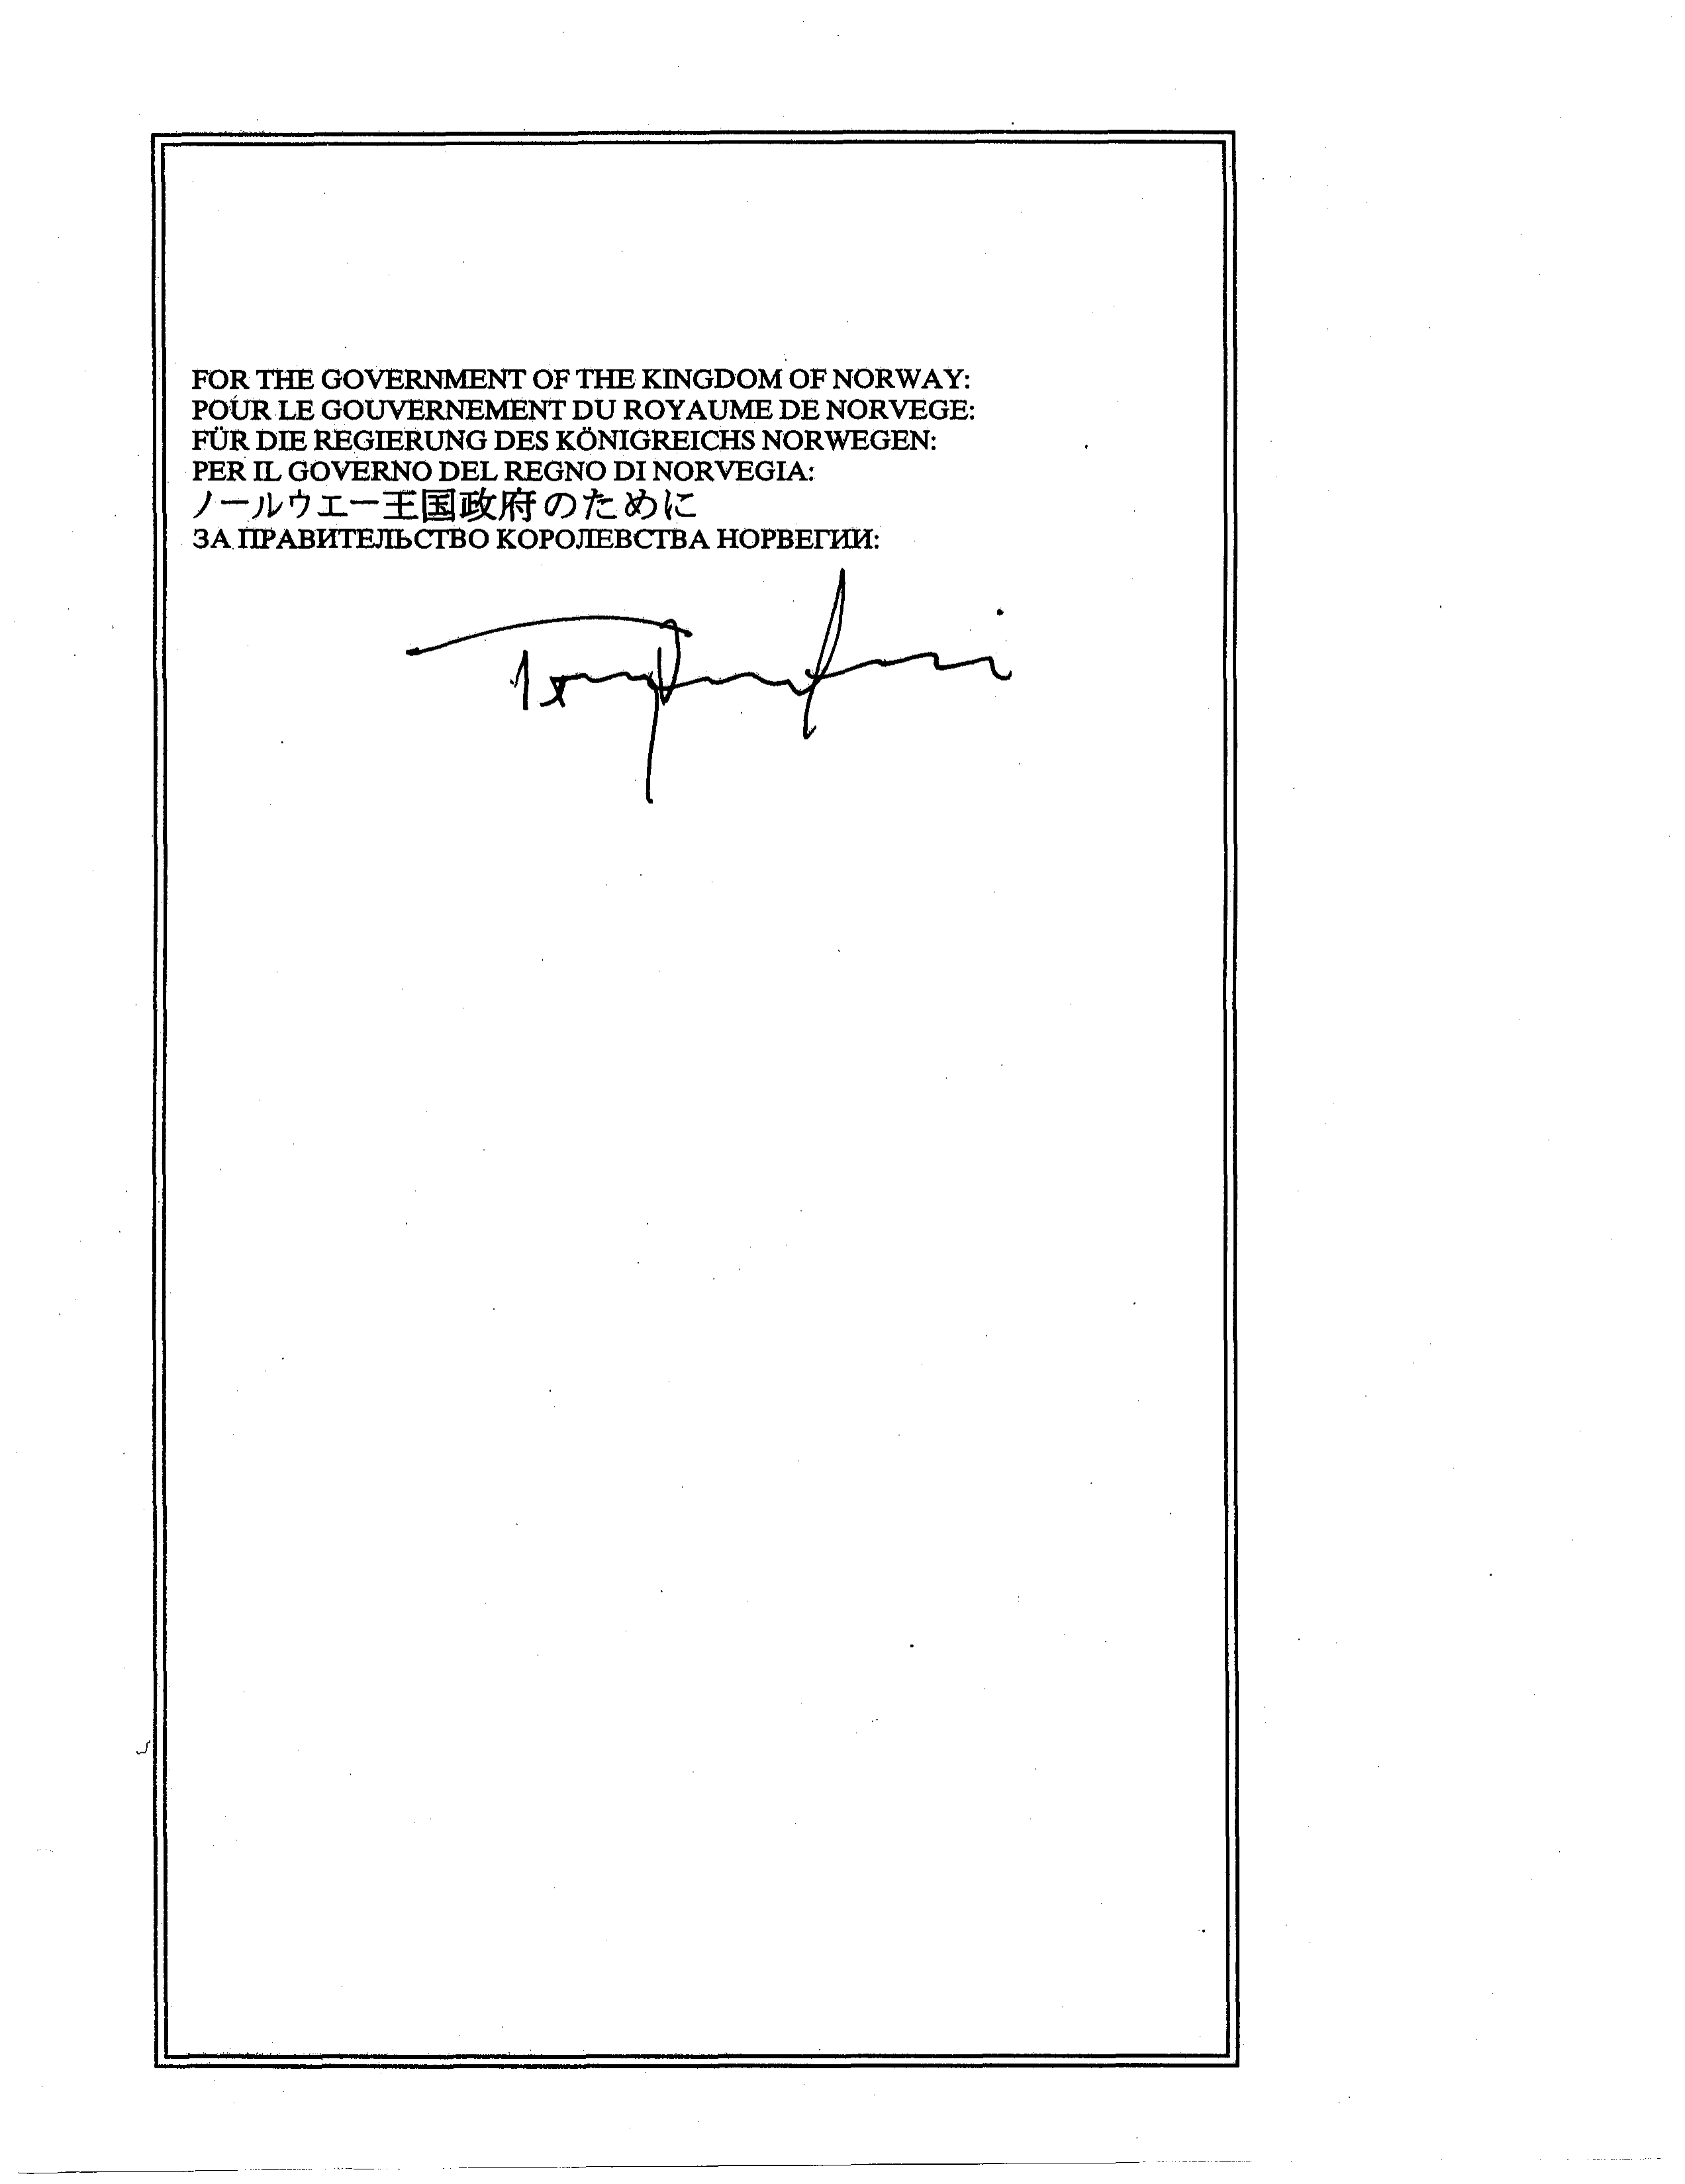 FOR THE GOVERNMENT OF THE KINGDOM OF NORWAY:
POUR LE GOUVERNEMENT DU ROYAUME DE NORVEGE:
FÜR DIE REGIERUNG DES KÖNIGREICHS NORWEGEN:
PER IL GOVERNO DEL REGNO DI NORVEGIA:
ノールウエー王国政府のために
ЗА ПРАВИТЕЛЬСТВО КОРОЛЕВСТВА НОРВЕГИИ: